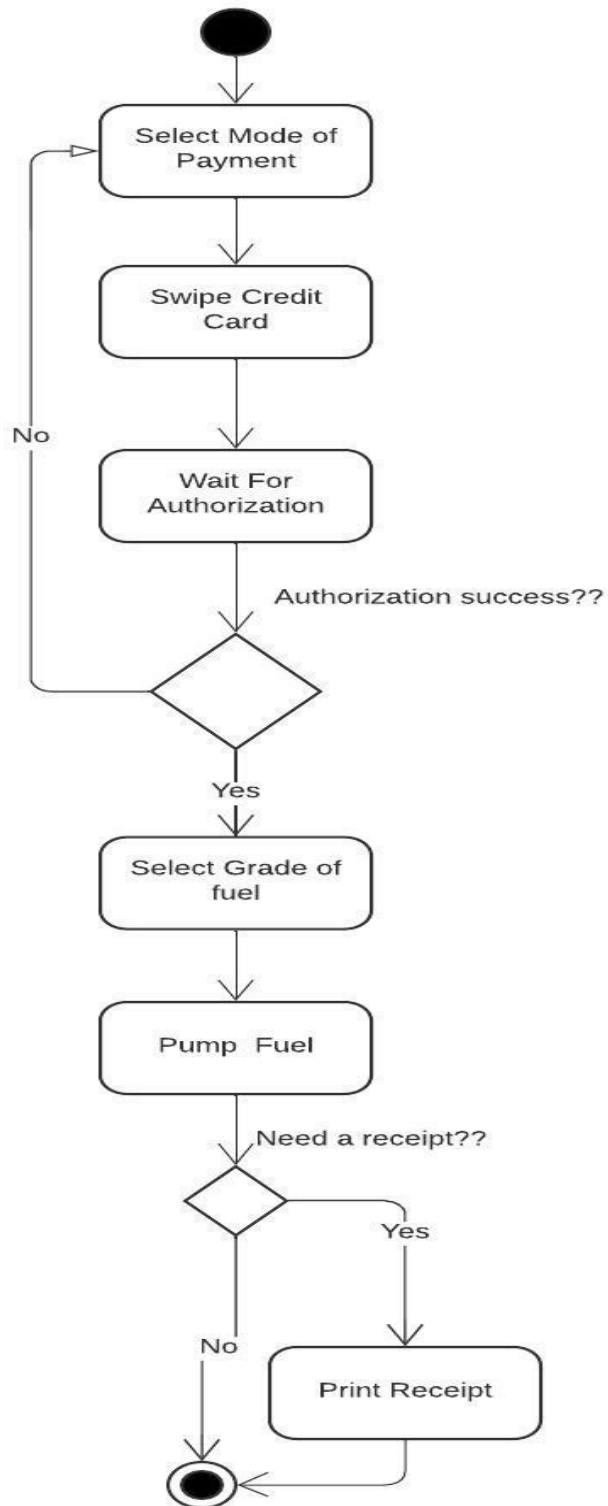 Select Mode of
Payment
Swipe Credit
Card
No
Wait For
Authorization
Authorization success??
Yes
Select Grade of
fuel
Pump Fuel
Need a receipt??
Yes
No
Print Receipt